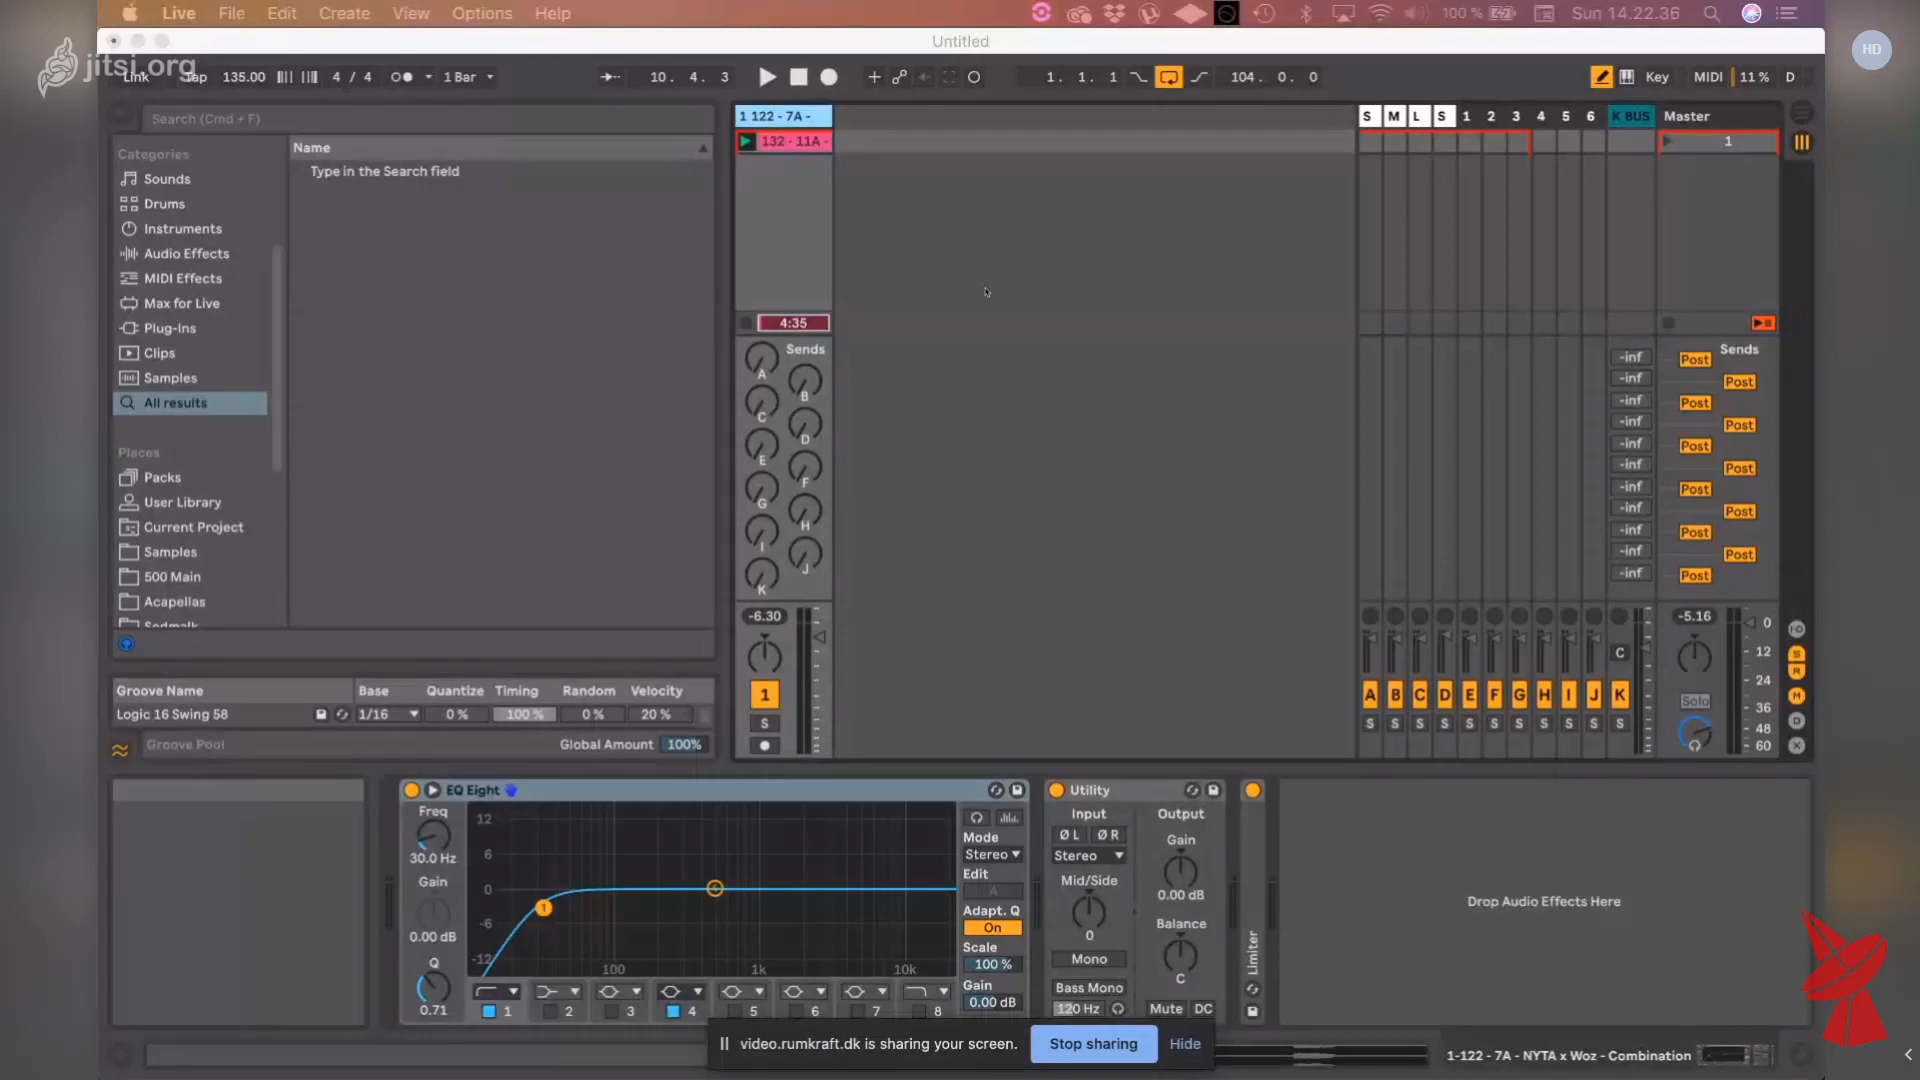 Live File Edit Create View Options Help 100 % Sun 14.22.36
Untitled
HD
jitsi.org
Link Tap 135.00 4 / 4 1 Bar 10. 4. 3 1. 1. 1 104. 0. 0 Key MIDI 11 % D
Search (Cmd + F)
Categories
Sounds
Drums
Instruments
Audio Effects
MIDI Effects
Max for Live
Plug-Ins
Clips
Samples
All results
Places
Packs
User Library
Current Project
Samples
500 Main
Acapellas
Name
Type in the Search field
1 122 - 7A -
132 - 11A -
4:35
Sends
A
B
C
D
E
F
G
H
I
J
K
-6.30
1
S
S M L S 1 2 3 4 5 6 K BUS Master
1
-inf
-inf
-inf
-inf
-inf
-inf
-inf
-inf
-inf
-inf
-inf
Sends
Post
Post
Post
Post
Post
Post
Post
Post
Post
Post
Post
C
A B C D E F G H I J K
S S S S S S S S S S S
-5.16
Solo
0
12
24
36
48
60
Groove Name Base Quantize Timing Random Velocity
Logic 16 Swing 58 1/16 0 % 100 % 0 % 20 %
Groove Pool Global Amount 100%
EQ Eight
Freq
30.0 Hz
Gain
0.00 dB
Q
0.71
12
6
0
-6
-12
100 1k 10k
1 2 3 4 5 6 7 8
Mode
Stereo
Edit
A
Adapt. Q
On
Scale
100 %
Gain
0.00 dB
Utility
Input
Ø L Ø R
Stereo
Mid/Side
0
Mono
Bass Mono
120 Hz
Output
Gain
0.00 dB
Balance
C
Mute DC
Limiter
Drop Audio Effects Here
video.rumkraft.dk is sharing your screen. Stop sharing Hide
1-122 - 7A - NYTA x Woz - Combination